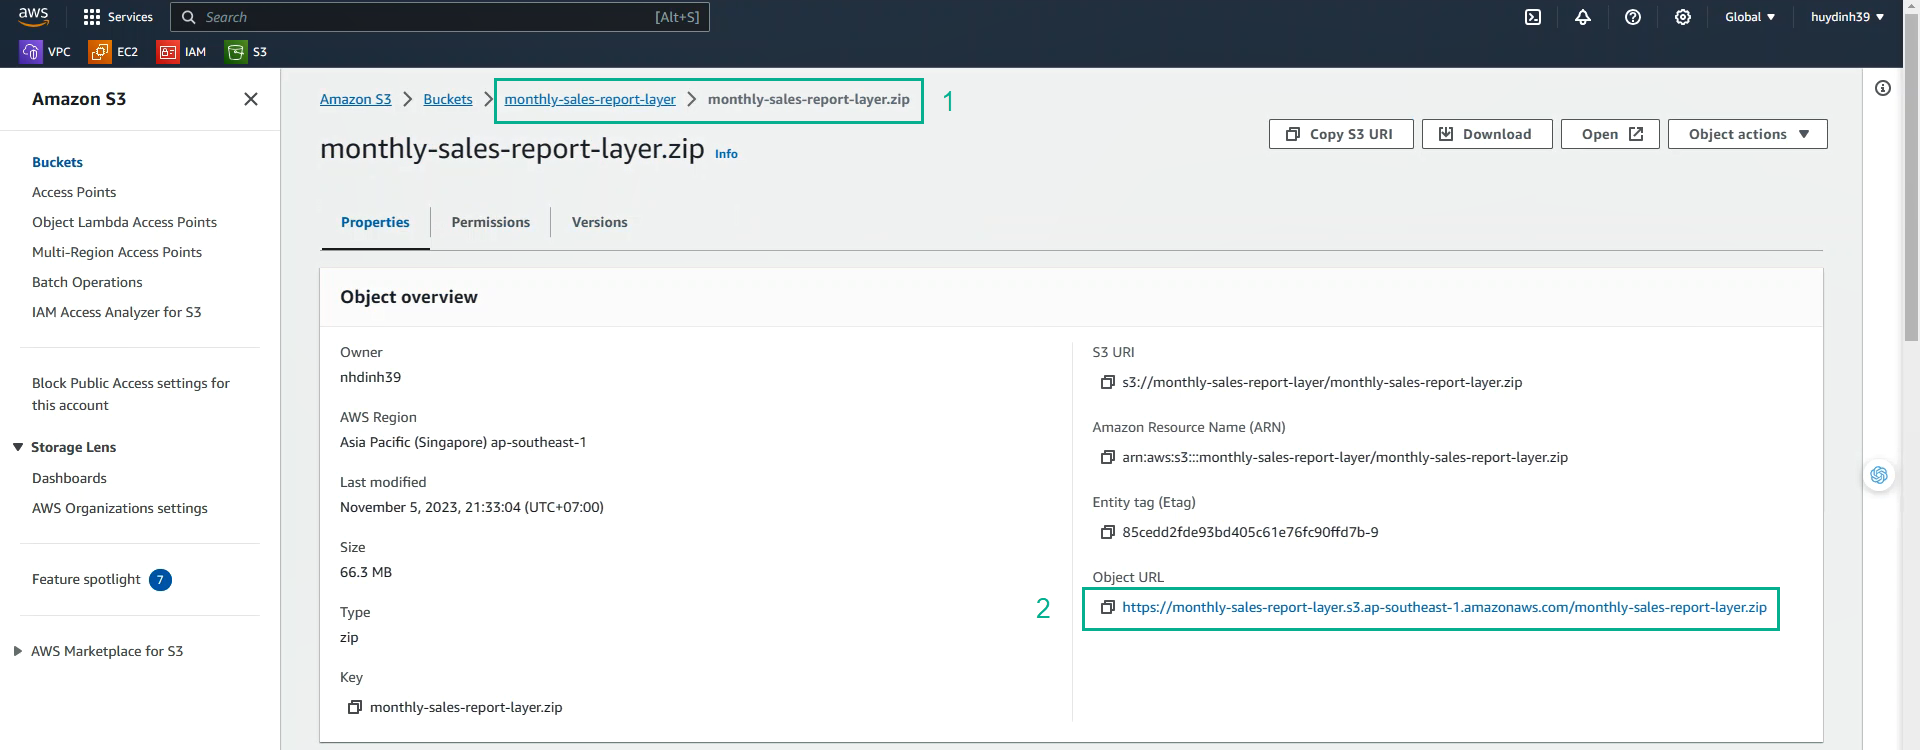 aws Services Search [Alt+S] Global huydinh39
VPC EC2 IAM S3
Amazon S3
Buckets
Access Points
Object Lambda Access Points
Multi-Region Access Points
Batch Operations
IAM Access Analyzer for S3
Block Public Access settings for
this account
Storage Lens
Dashboards
AWS Organizations settings
Feature spotlight 7
AWS Marketplace for S3
Amazon S3 > Buckets > monthly-sales-report-layer > monthly-sales-report-layer.zip 1
monthly-sales-report-layer.zip Info
Copy S3 URI Download Open Object actions
Properties Permissions Versions
Object overview
Owner
nhdinh39
AWS Region
Asia Pacific (Singapore) ap-southeast-1
Last modified
November 5, 2023, 21:33:04 (UTC+07:00)
Size
66.3 MB
Type
zip
Key
monthly-sales-report-layer.zip
S3 URI
s3://monthly-sales-report-layer/monthly-sales-report-layer.zip
Amazon Resource Name (ARN)
arn:aws:s3:::monthly-sales-report-layer/monthly-sales-report-layer.zip
Entity tag (Etag)
85cedd2fde93bd405c61e76fc90ffd7b-9
Object URL
2 https://monthly-sales-report-layer.s3.ap-southeast-1.amazonaws.com/monthly-sales-report-layer.zip